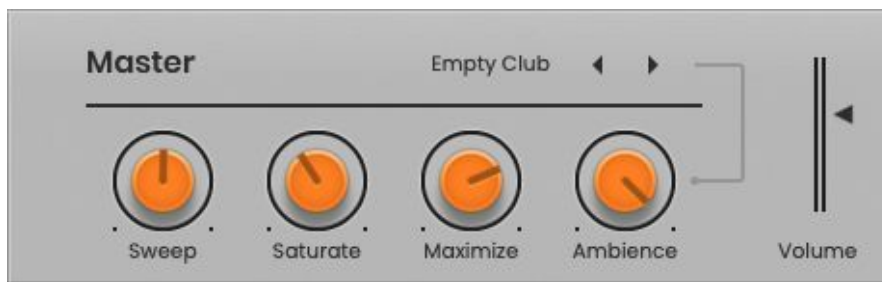 Master
Empty Club
Sweep
Saturate
Maximize
Ambience
Volume